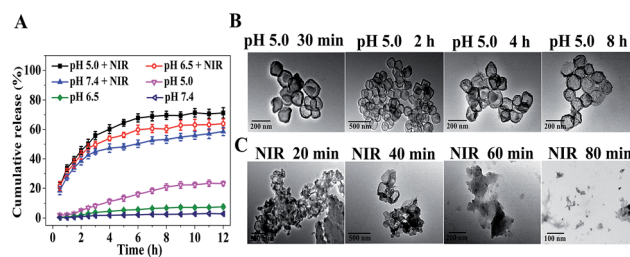 A
pH 5.0 + NIR
pH 6.5 + NIR
pH 7.4 + NIR
pH 5.0
pH 6.5
pH 7.4
Cumulative release (%)
100
80
60
40
20
0
0 1 2 3 4 5 6 7 8 9 10 11 12
Time (h)
B
pH 5.0 30 min
pH 5.0 2 h
pH 5.0 4 h
pH 5.0 8 h
200 nm
500 nm
200 nm
200 nm
C
NIR 20 min
NIR 40 min
NIR 60 min
NIR 80 min
500 nm
200 nm
100 nm